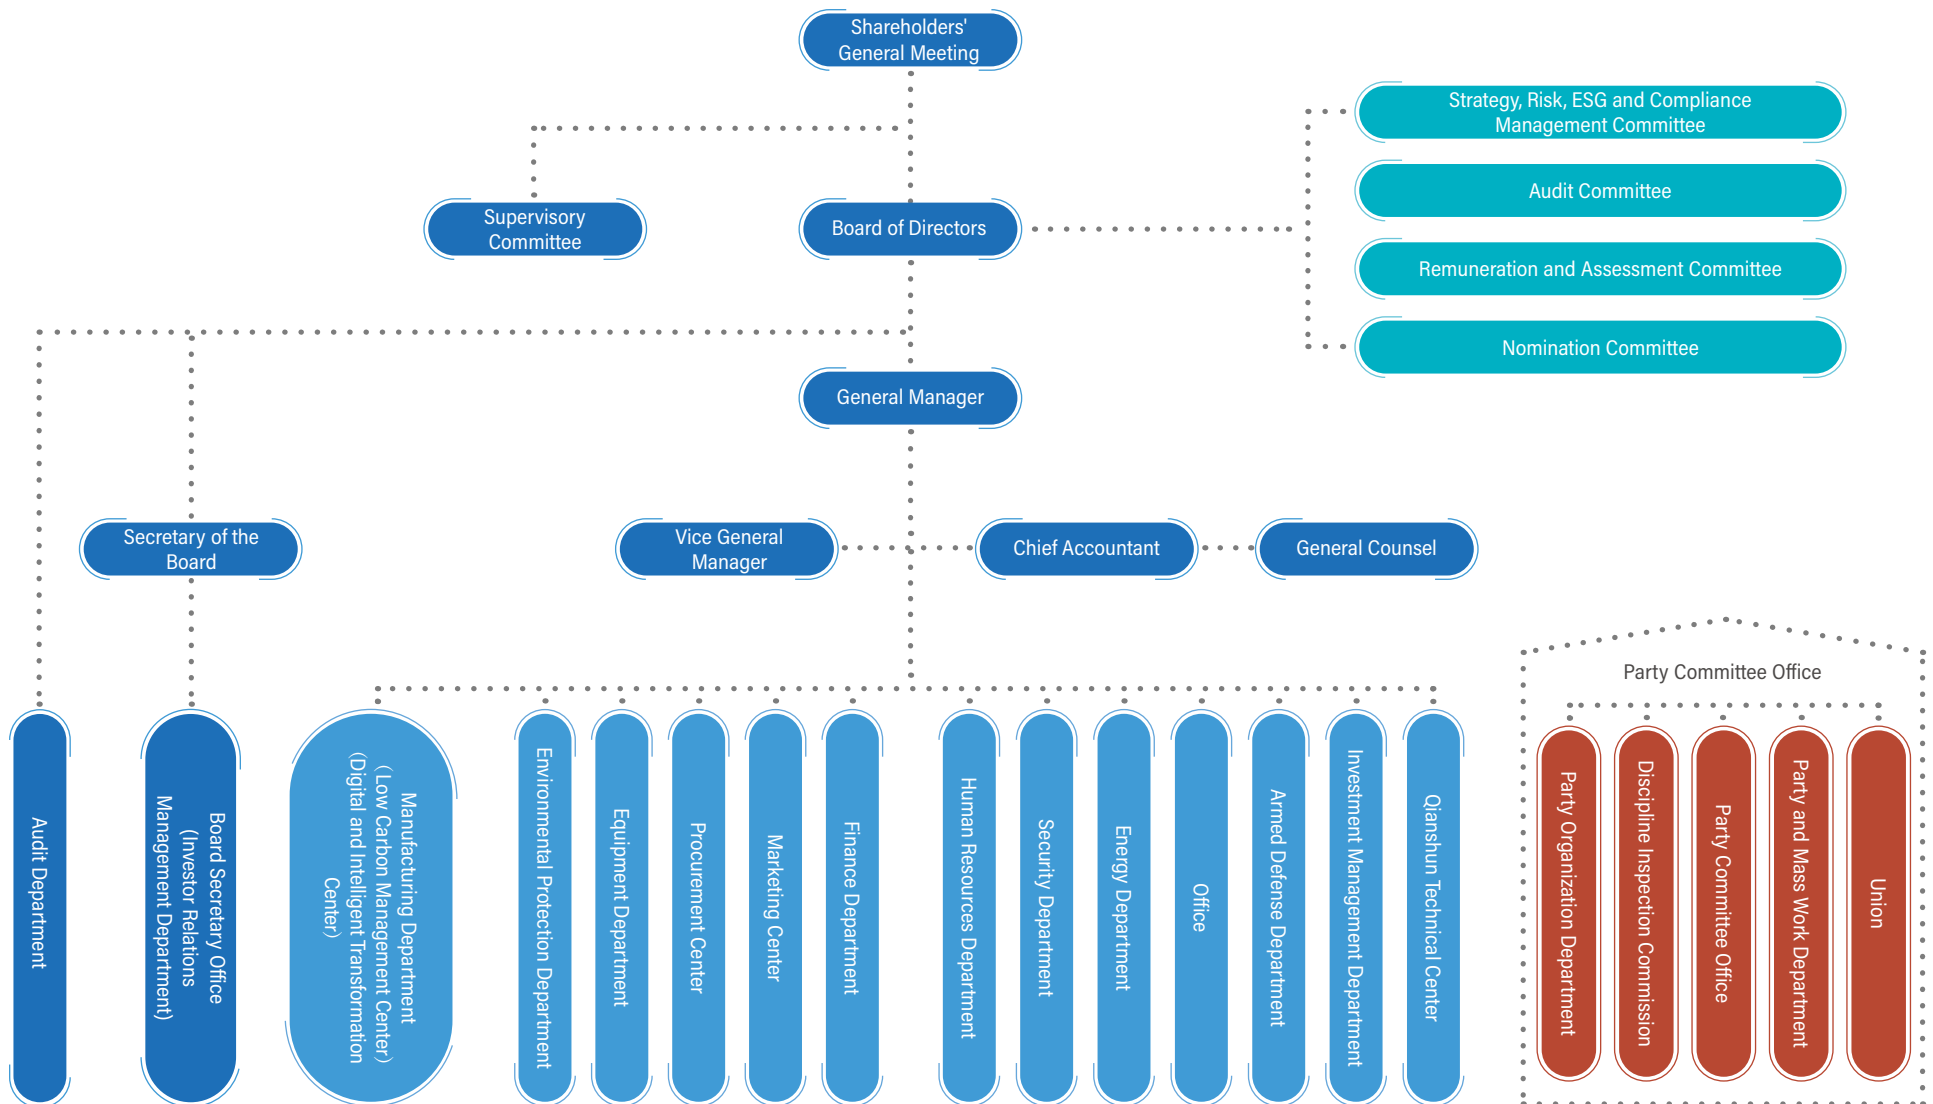 Shareholders'
General Meeting
Strategy, Risk, ESG and Compliance
Management Committee
Audit Committee
Supervisory
Committee
Board of Directors
Remuneration and Assessment Committee
Nomination Committee
General Manager
Secretary of the
Board
Vice General
Manager
Chief Accountant
General Counsel
Party Committee Office
Audit Department
Board Secretary Office
(Investor Relations
Management Department)
Manufacturing Department
(Low Carbon Management Center)
(Digital and Intelligent Transformation
Center)
Environmental Protection Department
Equipment Department
Procurement Center
Marketing Center
Finance Department
Human Resources Department
Security Department
Energy Department
Office
Armed Defense Department
Investment Management Department
Qianshun Technical Center
Party Organization Department
Discipline Inspection Commission
Party Committee Office
Party and Mass Work Department
Union